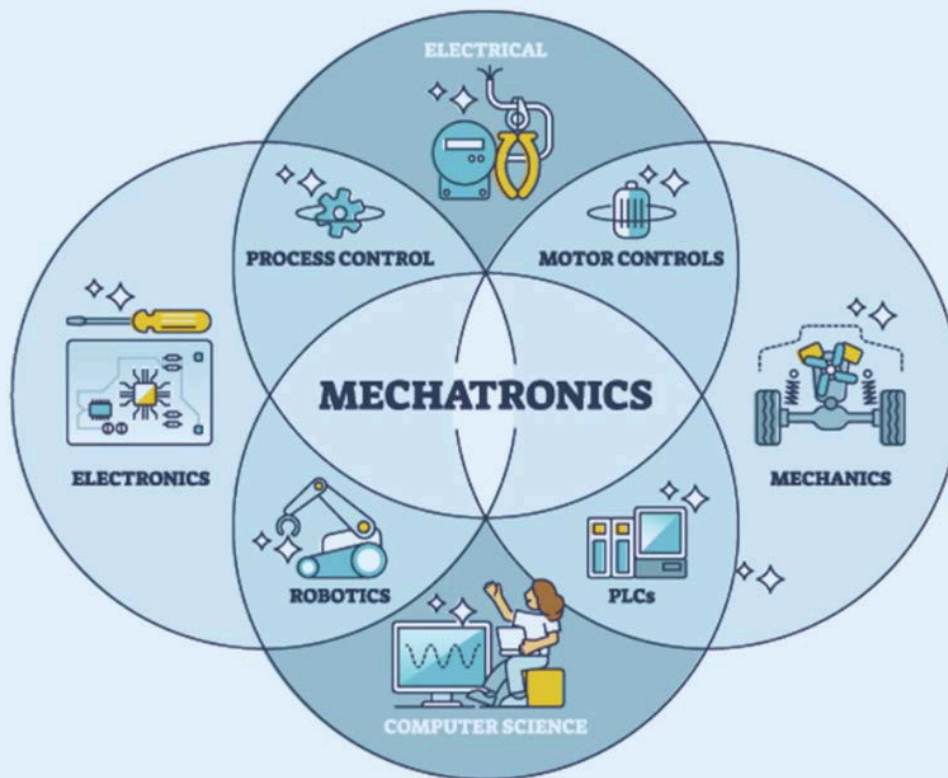 ELECTRICAL
PROCESS CONTROL
MOTOR CONTROLS
MECHATRONICS
ELECTRONICS
MECHANICS
ROBOTICS
PLCs
COMPUTER SCIENCE